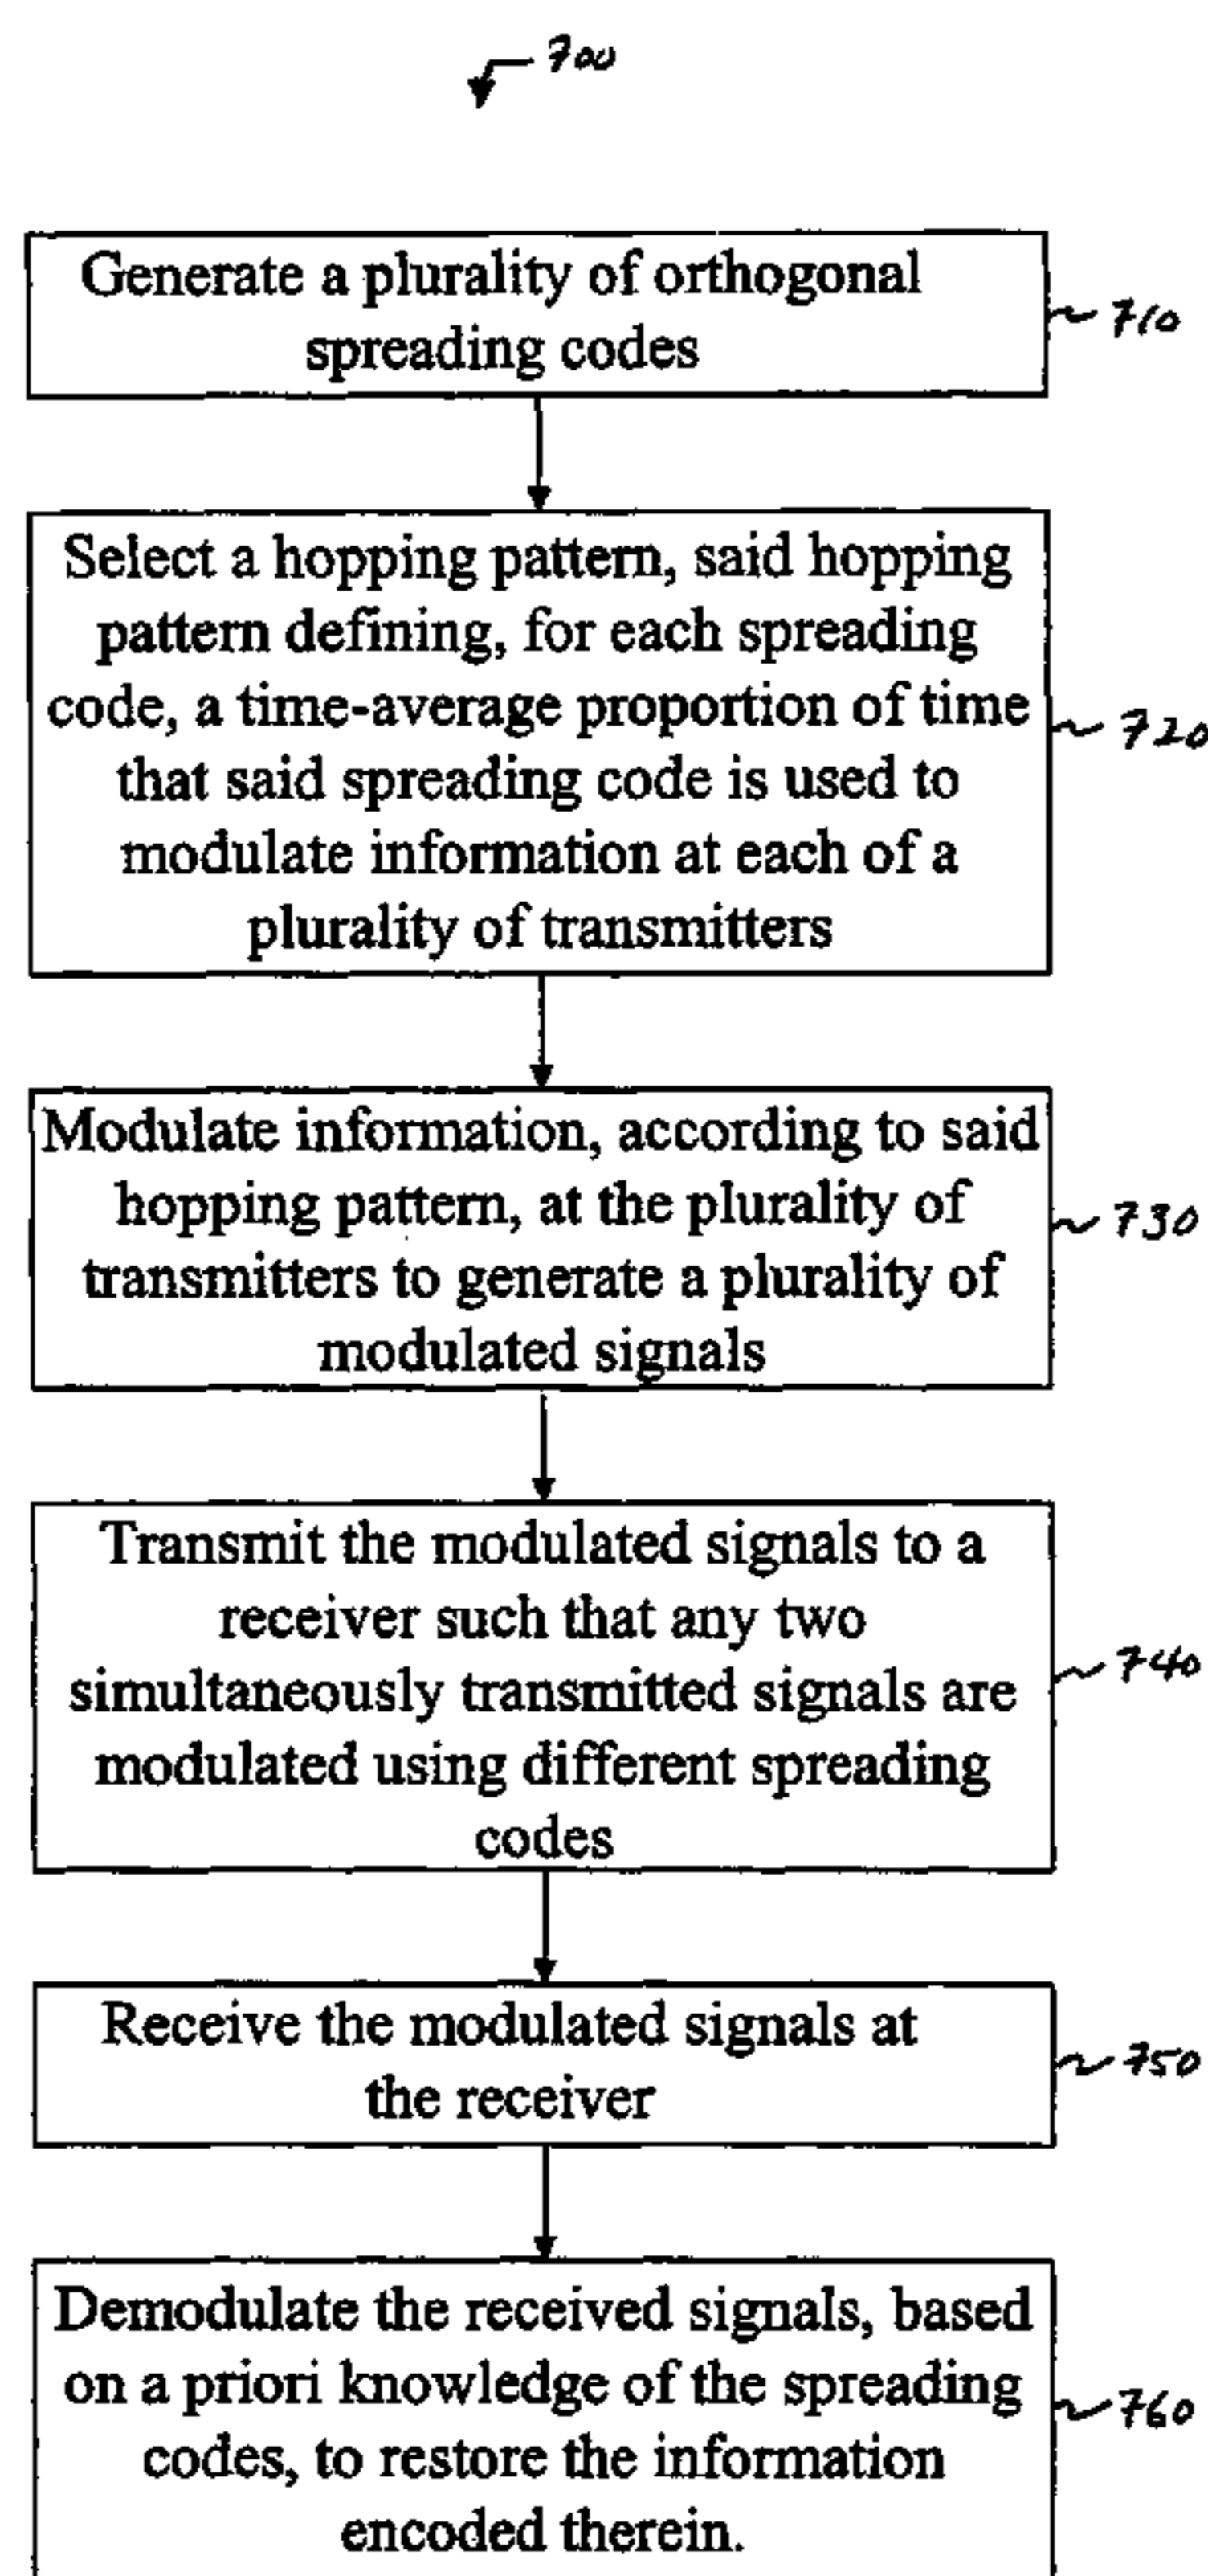 700
Generate a plurality of orthogonal
spreading codes
710
Select a hopping pattern, said hopping
pattern defining, for each spreading
code, a time-average proportion of time
that said spreading code is used to
modulate information at each of a
plurality of transmitters
720
Modulate information, according to said
hopping pattern, at the plurality of
transmitters to generate a plurality of
modulated signals
730
Transmit the modulated signals to a
receiver such that any two
simultaneously transmitted signals are
modulated using different spreading
codes
740
Receive the modulated signals at
the receiver
750
Demodulate the received signals, based
on a priori knowledge of the spreading
codes, to restore the information
encoded therein.
760